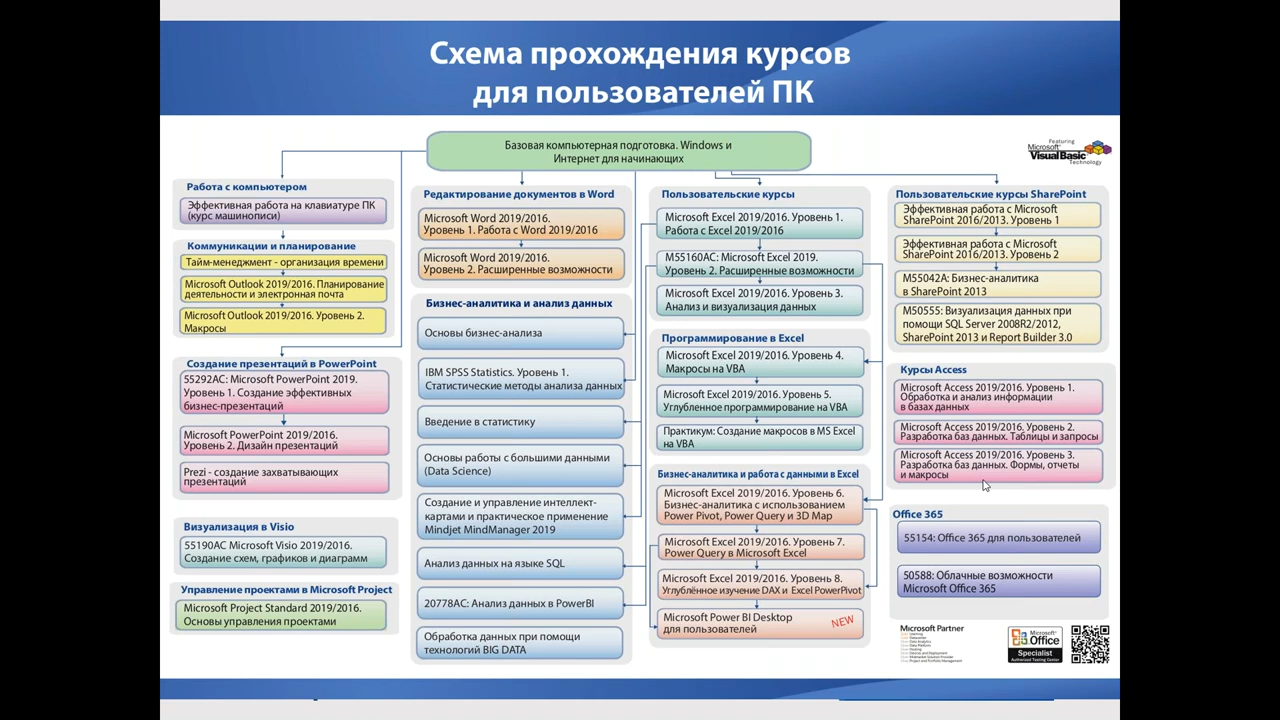 Схема прохождения курсов
для пользователей ПК
Базовая компьютерная подготовка. Windows и
Интернет для начинающих
Featuring
Microsoft
Visual Basic
Technology
Работа с компьютером
Эффективная работа на клавиатуре ПК
(курс машинописи)
Коммуникации и планирование
Тайм-менеджмент - организация времени
Microsoft Outlook 2019/2016. Планирование
деятельности и электронная почта
Microsoft Outlook 2019/2016. Уровень 2.
Макросы
Создание презентаций в PowerPoint
55292AC: Microsoft PowerPoint 2019.
Уровень 1. Создание эффективных
бизнес-презентаций
Microsoft PowerPoint 2019/2016.
Уровень 2. Дизайн презентаций
Prezi - создание захватывающих
презентаций
Визуализация в Visio
55190AC Microsoft Visio 2019/2016.
Создание схем, графиков и диаграмм
Управление проектами в Microsoft Project
Microsoft Project Standard 2019/2016.
Основы управления проектами
Редактирование документов в Word
Microsoft Word 2019/2016.
Уровень 1. Работа с Word 2019/2016
Microsoft Word 2019/2016.
Уровень 2. Расширенные возможности
Бизнес-аналитика и анализ данных
Основы бизнес-анализа
IBM SPSS Statistics. Уровень 1.
Статистические методы анализа данных
Введение в статистику
Основы работы с большими данными
(Data Science)
Создание и управление интеллект-
картами и практическое применение
Mindjet MindManager 2019
Анализ данных на языке SQL
20778AC: Анализ данных в PowerBI
Обработка данных при помощи
технологий BIG DATA
Пользовательские курсы
Microsoft Excel 2019/2016. Уровень 1.
Работа с Excel 2019/2016
M55160AC: Microsoft Excel 2019.
Уровень 2. Расширенные возможности
Microsoft Excel 2019/2016. Уровень 3.
Анализ и визуализация данных
Программирование в Excel
Microsoft Excel 2019/2016. Уровень 4.
Макросы на VBA
Microsoft Excel 2019/2016. Уровень 5.
Углубленное программирование на VBA
Практикум: Создание макросов в MS Excel
на VBA
Бизнес-аналитика и работа с данными в Excel
Microsoft Excel 2019/2016. Уровень 6.
Бизнес-аналитика с использованием
Power Pivot, Power Query и 3D Map
Microsoft Excel 2019/2016. Уровень 7.
Power Query в Microsoft Excel
Microsoft Excel 2019/2016. Уровень 8.
Углублённое изучение DAX и Excel PowerPivot
Microsoft Power BI Desktop
для пользователей
NEW
Пользовательские курсы SharePoint
Эффективная работа с Microsoft
SharePoint 2016/2013. Уровень 1
Эффективная работа с Microsoft
SharePoint 2016/2013. Уровень 2
M55042A: Бизнес-аналитика
в SharePoint 2013
M50555: Визуализация данных при
помощи SQL Server 2008R2/2012,
SharePoint 2013 и Report Builder 3.0
Курсы Access
Microsoft Access 2019/2016. Уровень 1.
Обработка и анализ информации
в базах данных
Microsoft Access 2019/2016. Уровень 2.
Разработка баз данных. Таблицы и запросы
Microsoft Access 2019/2016. Уровень 3.
Разработка баз данных. Формы, отчеты
и макросы
Office 365
55154: Office 365 для пользователей
50588: Облачные возможности
Microsoft Office 365
Microsoft Partner
Microsoft
Office
Specialist
Authorized Testing Center